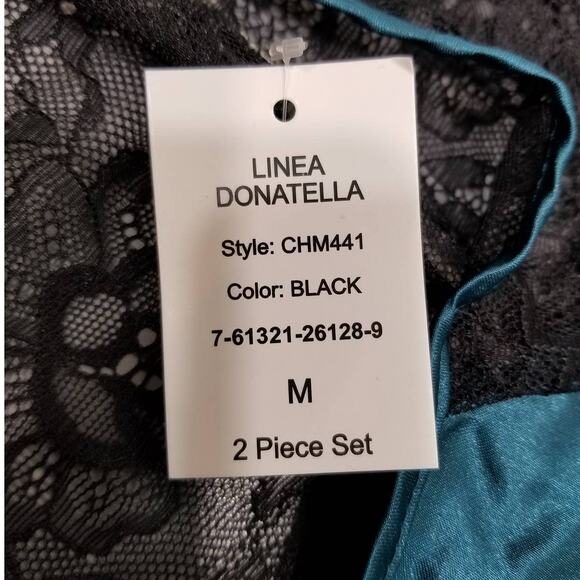 LINEA
DONATELLA
Style: CHM441
Color: BLACK
7-61321-26128-9
M
2 Piece Set